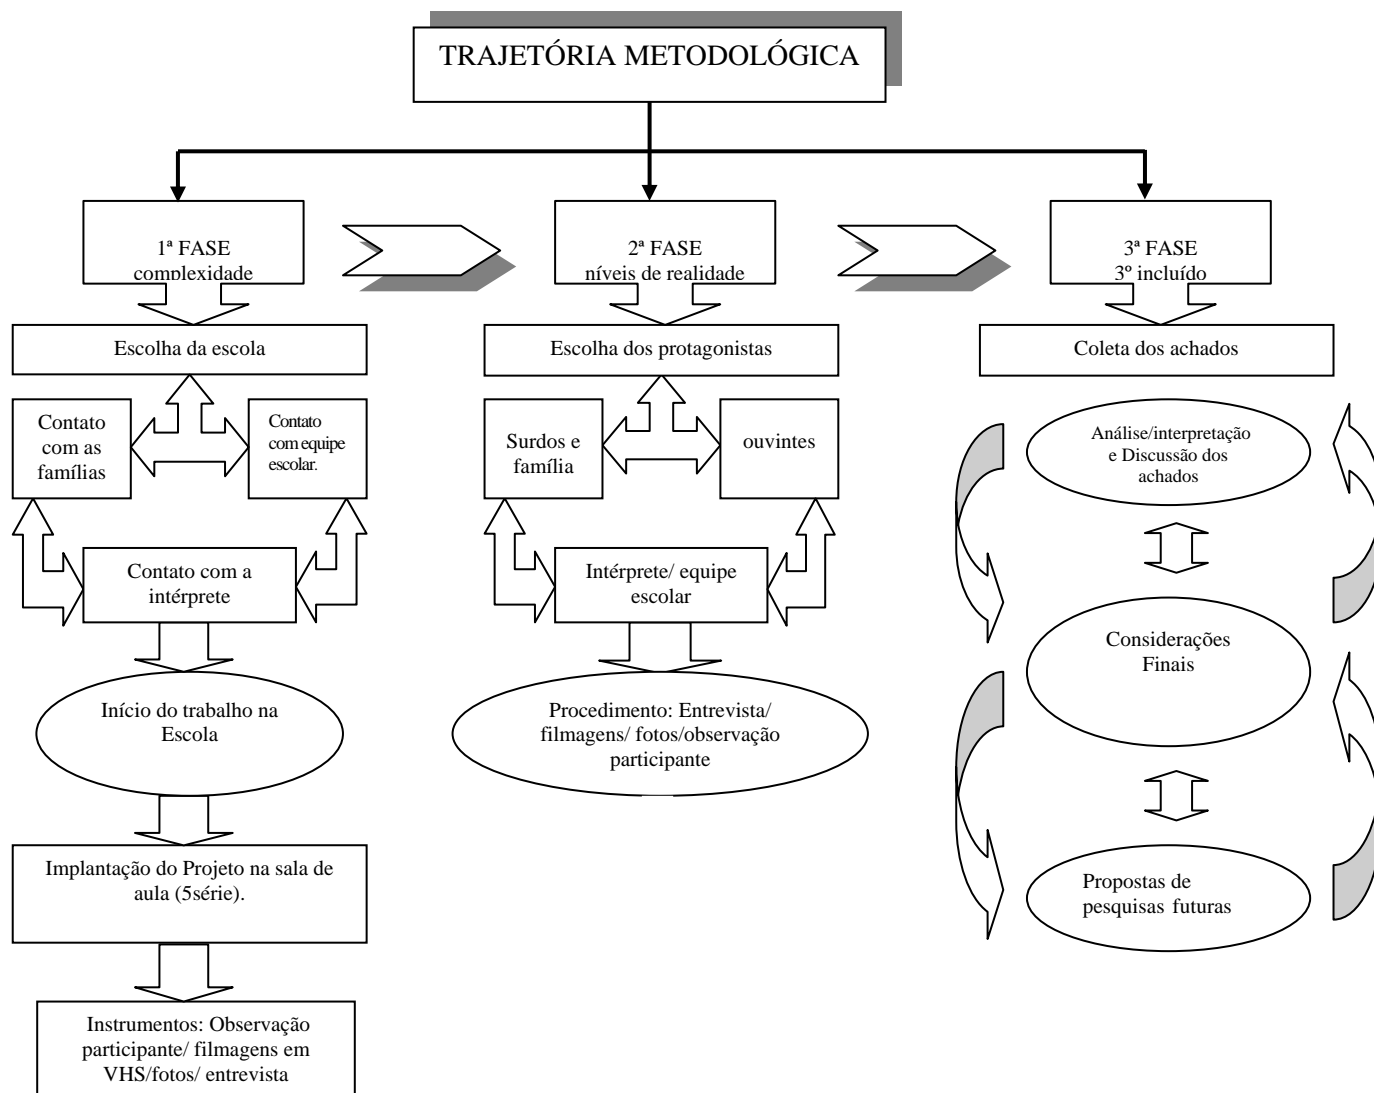 TRAJETÓRIA METODOLÓGICA
1ª FASE
complexidade
2ª FASE
níveis de realidade
3ª FASE
3º incluído
Escolha da escola
Escolha dos protagonistas
Coleta dos achados
Contato
com as
famílias
Contato
com equipe
escolar.
Surdos e
família
ouvintes
Análise/interpretação
e Discussão dos
achados
Contato com a
intérprete
Intérprete/ equipe
escolar
Considerações
Finais
Início do trabalho na
Escola
Procedimento: Entrevista/
filmagens/ fotos/observação
participante
Implantação do Projeto na sala de
aula (5série).
Propostas de
pesquisas futuras
Instrumentos: Observação
participante/ filmagens em
VHS/fotos/ entrevista